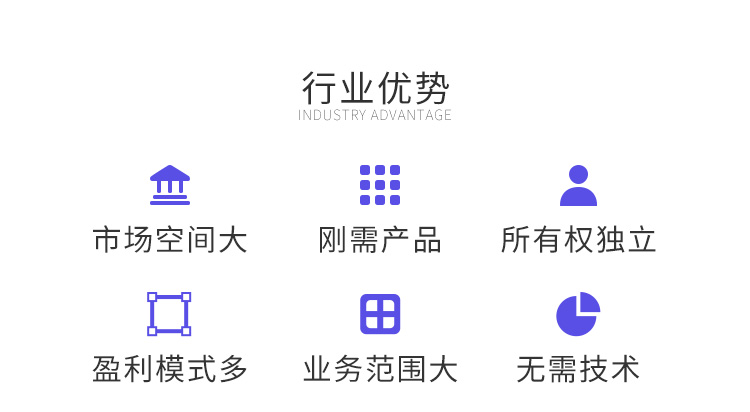 行业优势
INDUSTRY ADVANTAGE
市场空间大
刚需产品
所有权独立
盈利模式多
业务范围大
无需技术